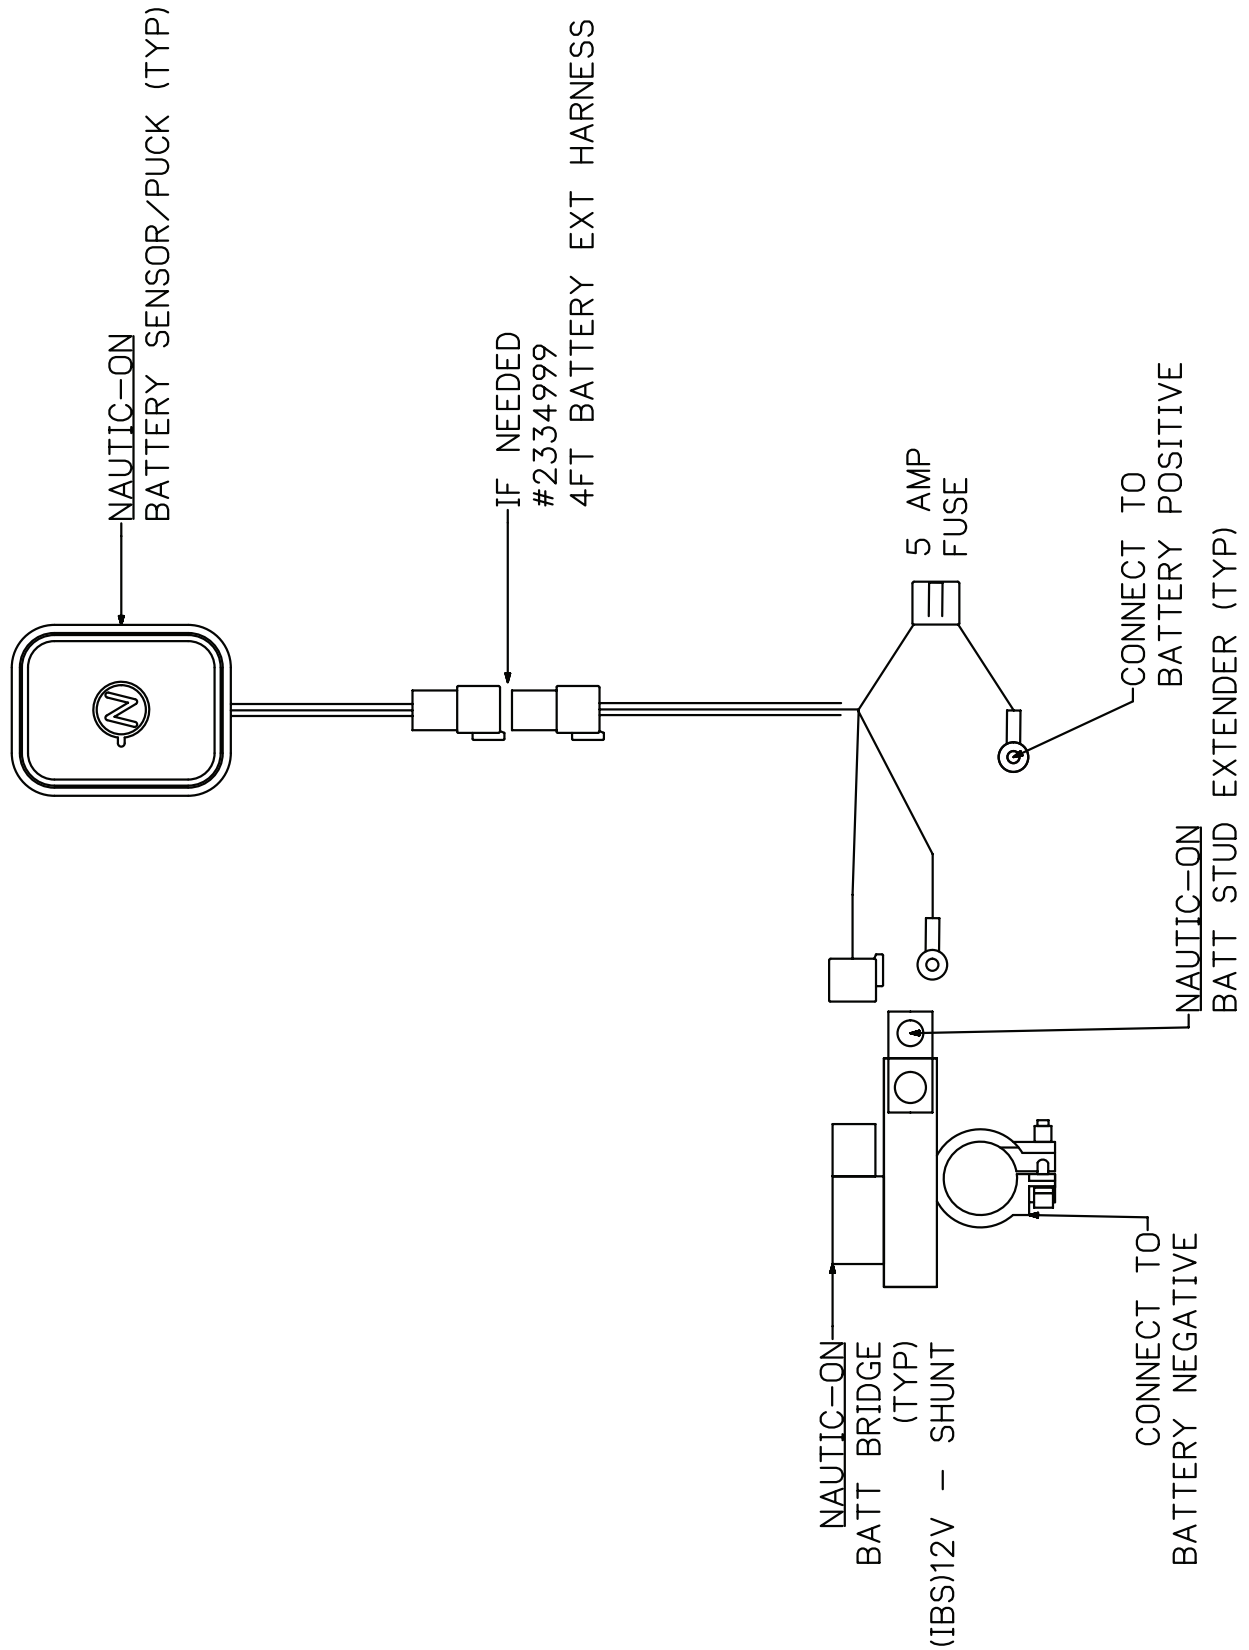 NAUTIC-ON
BATTERY SENSOR/PUCK (TYP)
N
IF NEEDED
#2334999
4FT BATTERY EXT HARNESS
5 AMP
FUSE
CONNECT TO
BATTERY POSITIVE
NAUTIC-ON
BATT STUD EXTENDER (TYP)
NAUTIC-ON
BATT BRIDGE
(TYP)
(IBS)12V - SHUNT
CONNECT TO
BATTERY NEGATIVE